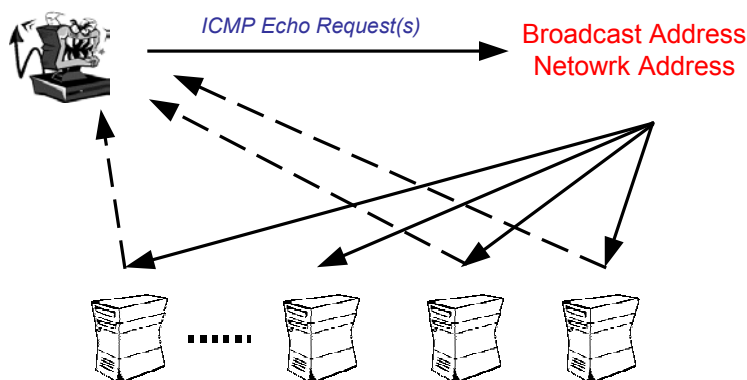 ICMP Echo Request(s)
Broadcast Address
Netowrk Address